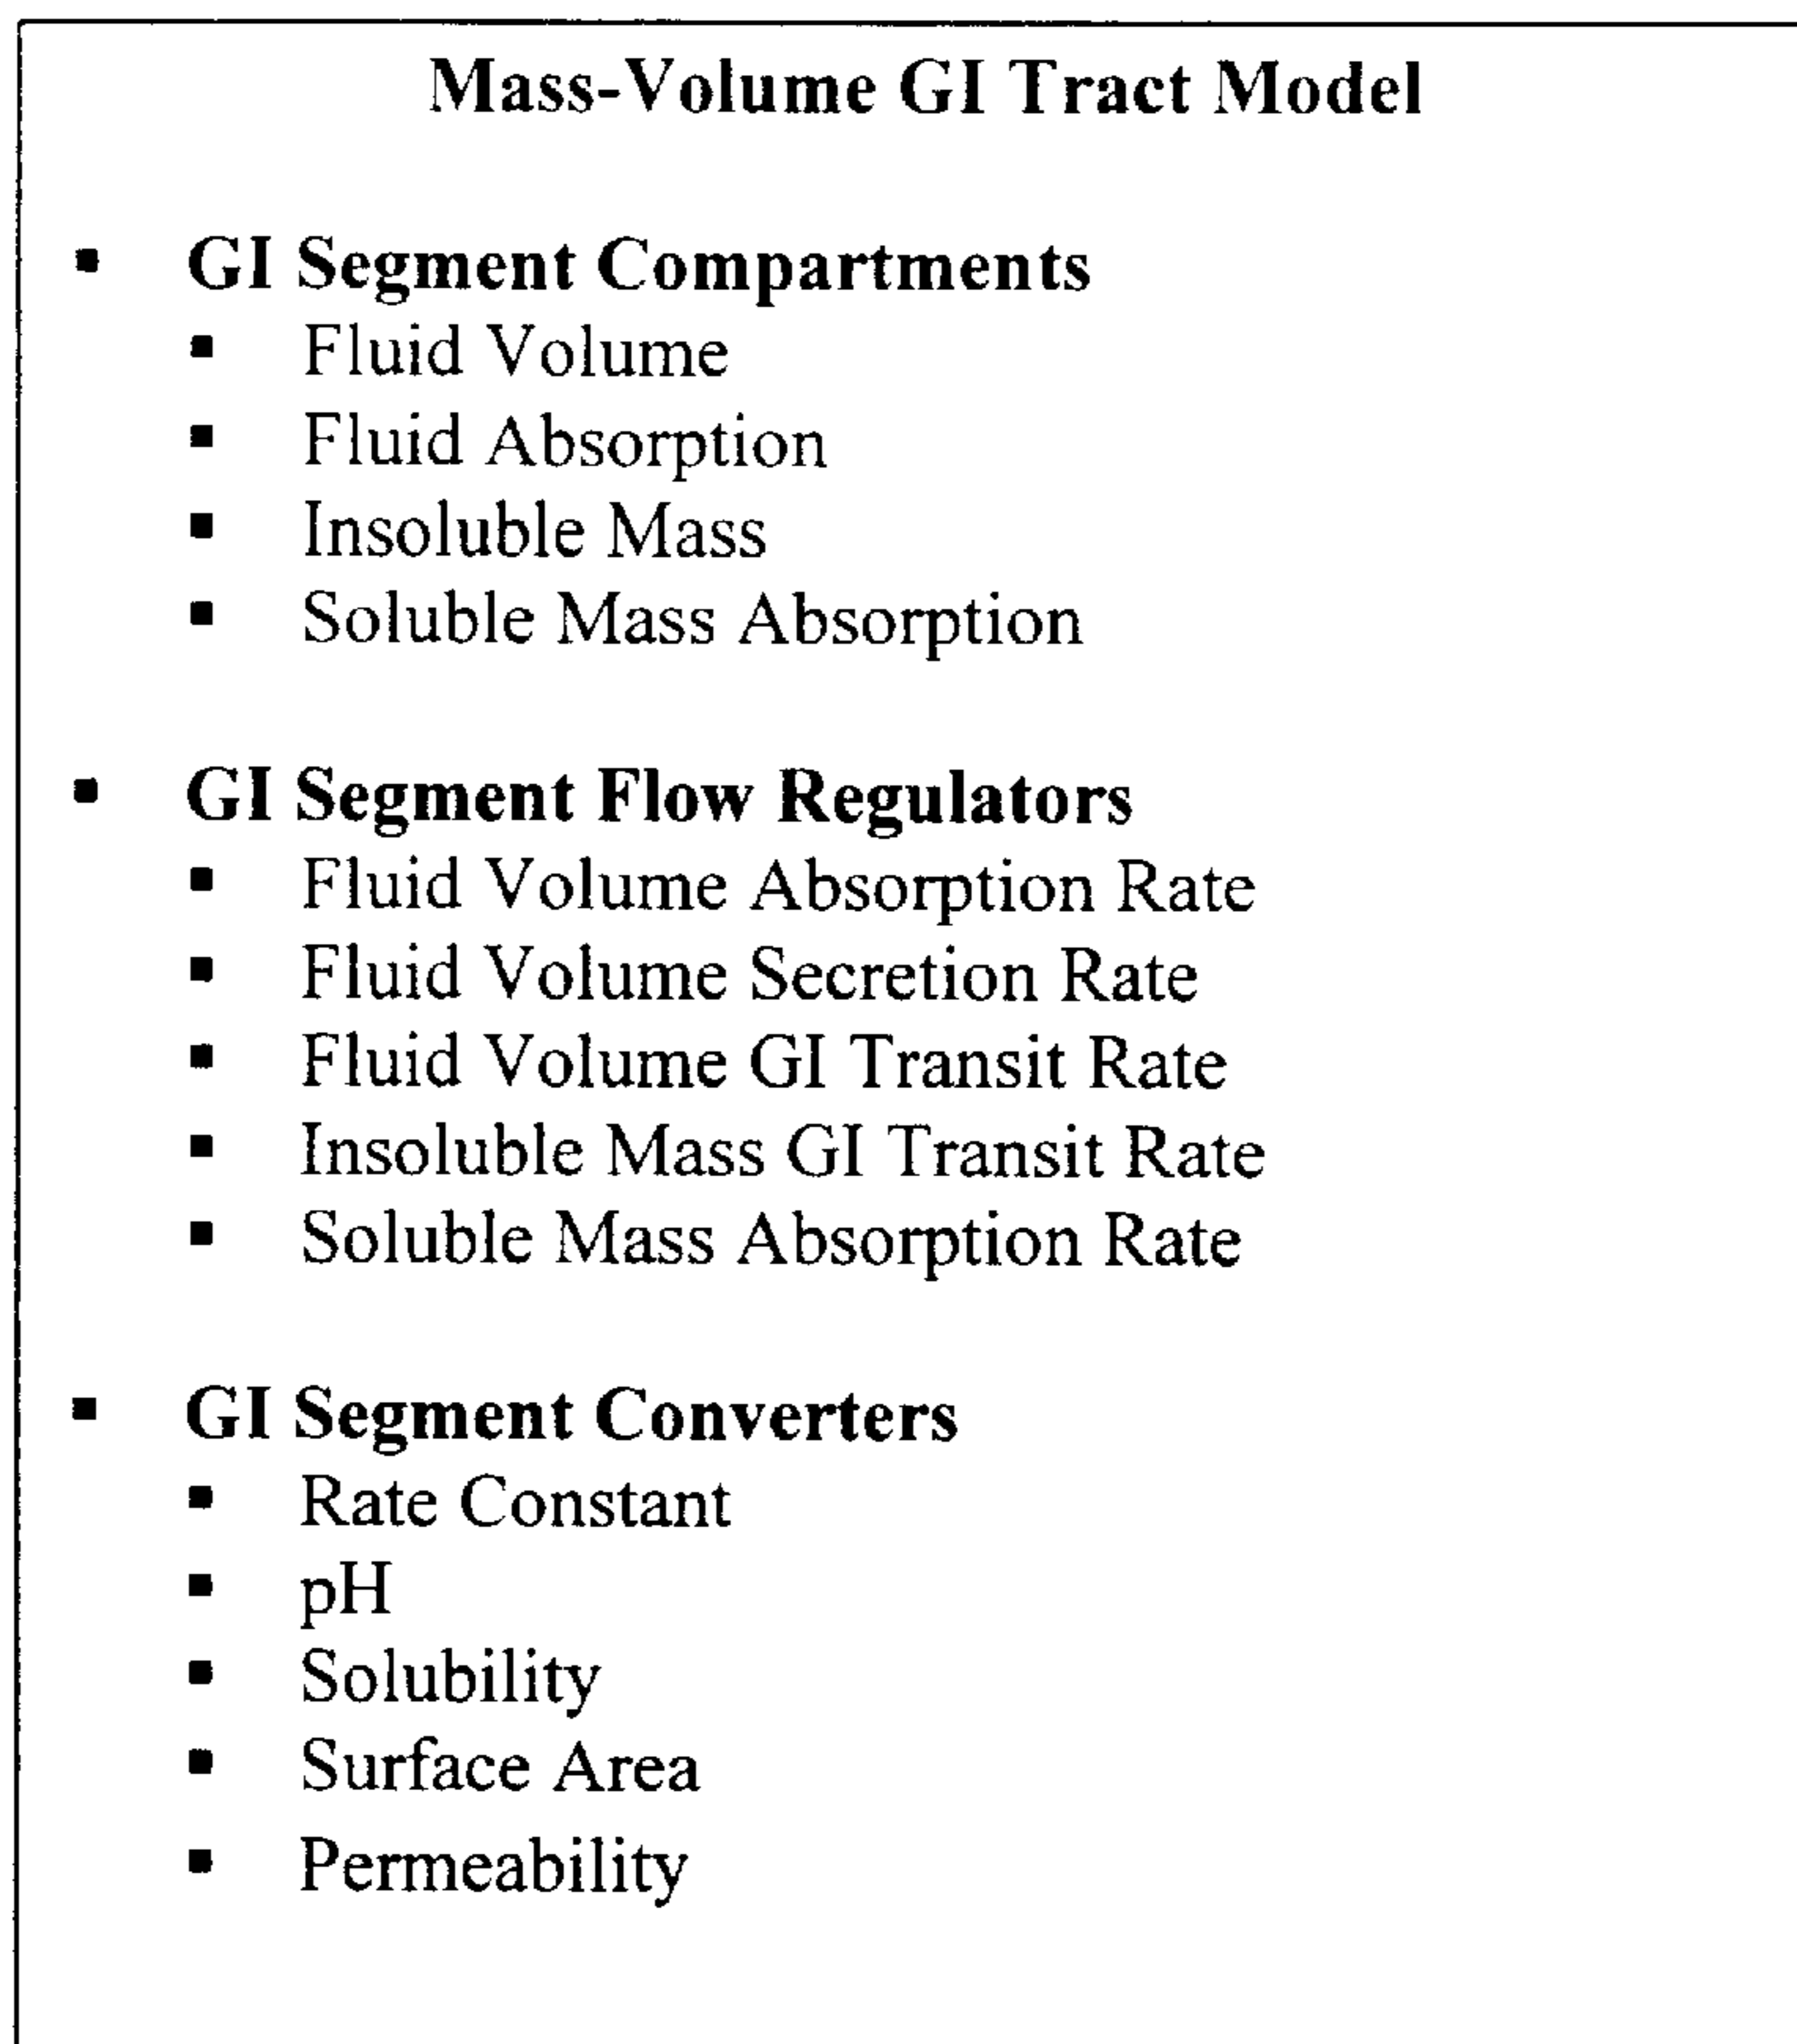 Mass-Volume GI Tract Model
▪ GI Segment Compartments
▪ Fluid Volume
▪ Fluid Absorption
▪ Insoluble Mass
▪ Soluble Mass Absorption
▪ GI Segment Flow Regulators
▪ Fluid Volume Absorption Rate
▪ Fluid Volume Secretion Rate
▪ Fluid Volume GI Transit Rate
▪ Insoluble Mass GI Transit Rate
▪ Soluble Mass Absorption Rate
▪ GI Segment Converters
▪ Rate Constant
▪ pH
▪ Solubility
▪ Surface Area
▪ Permeability